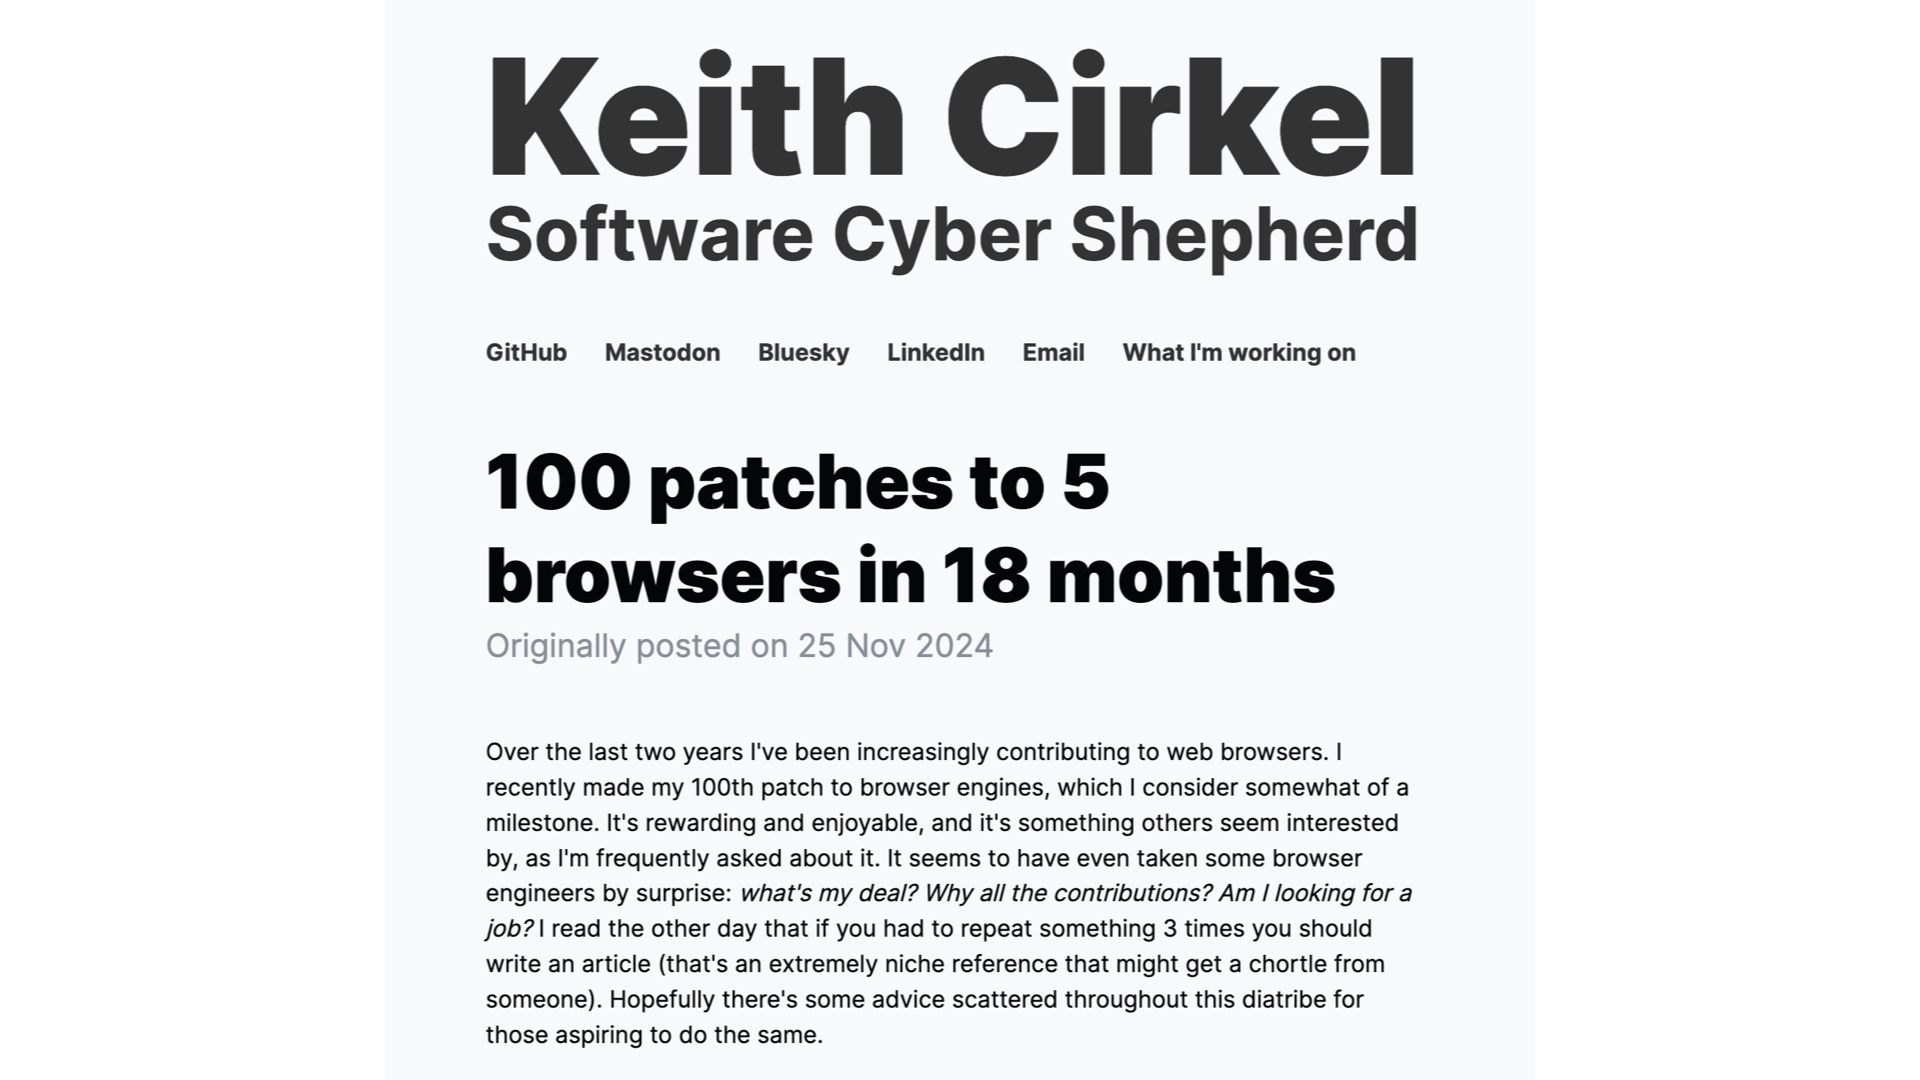 Keith Cirkel
Software Cyber Shepherd
GitHub Mastodon Bluesky LinkedIn Email What I'm working on
100 patches to 5
browsers in 18 months
Originally posted on 25 Nov 2024
Over the last two years I've been increasingly contributing to web browsers. I
recently made my 100th patch to browser engines, which I consider somewhat of a
milestone. It's rewarding and enjoyable, and it's something others seem interested
by, as I'm frequently asked about it. It seems to have even taken some browser
engineers by surprise: what's my deal? Why all the contributions? Am I looking for a
job? I read the other day that if you had to repeat something 3 times you should
write an article (that's an extremely niche reference that might get a chortle from
someone). Hopefully there's some advice scattered throughout this diatribe for
those aspiring to do the same.